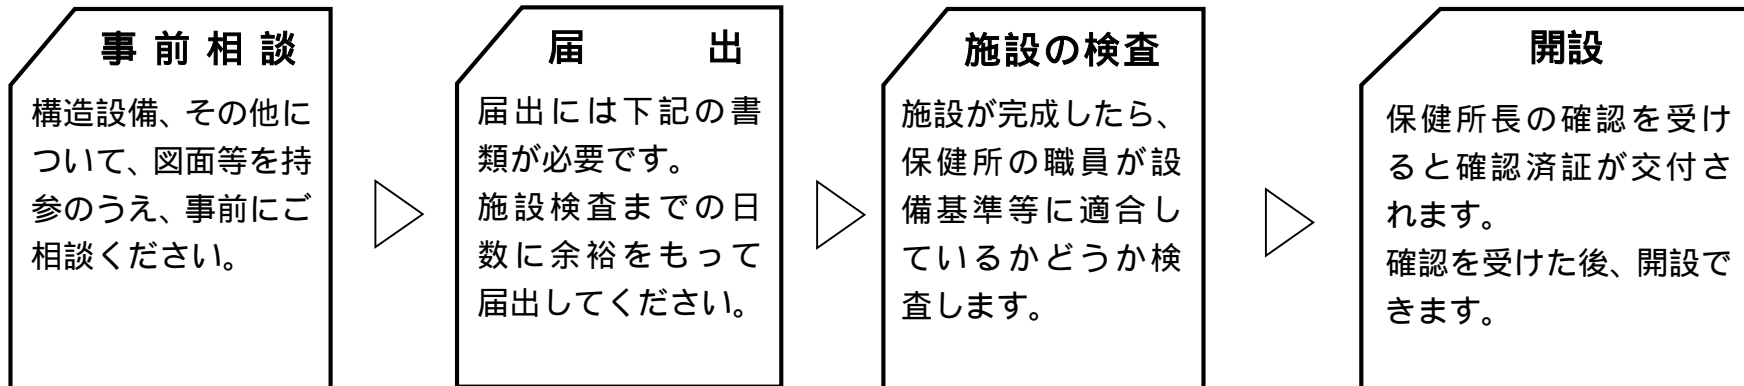 事前相談
構造設備、その他に
ついて、図面等を持
参のうえ、事前にご
相談ください。
届出
届出には下記の書
類が必要です。
施設検査までの日
数に余裕をもって
届出してください。
施設の検査
施設が完成したら、
保健所の職員が設
備基準等に適合し
ているかどうか検
査します。
開設
保健所長の確認を受け
ると確認済証が交付さ
れます。
確認を受けた後、開設で
きます。